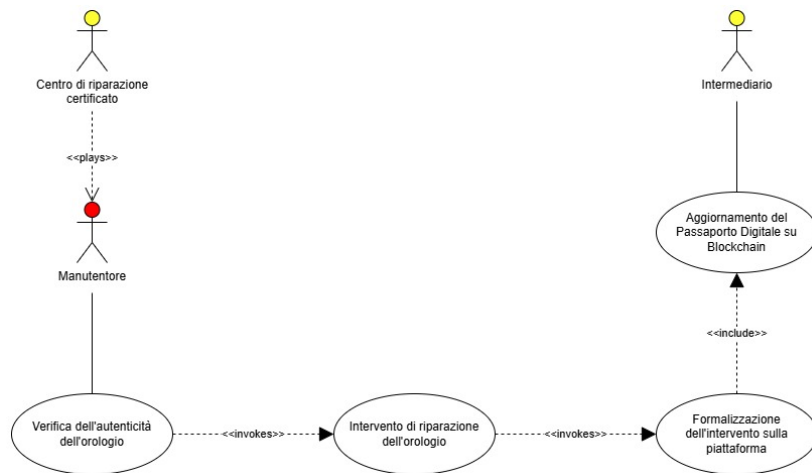 Centro di riparazione
certificato
Intermediario
<<plays>>
Manutentore
Aggiornamento del
Passaporto Digitale su
Blockchain
<<include>>
Verifica dell'autenticità
dell'orologio
<<invokes>>
Intervento di riparazione
dell'orologio
<<invokes>>
Formalizzazione
dell'intervento sulla
piattaforma